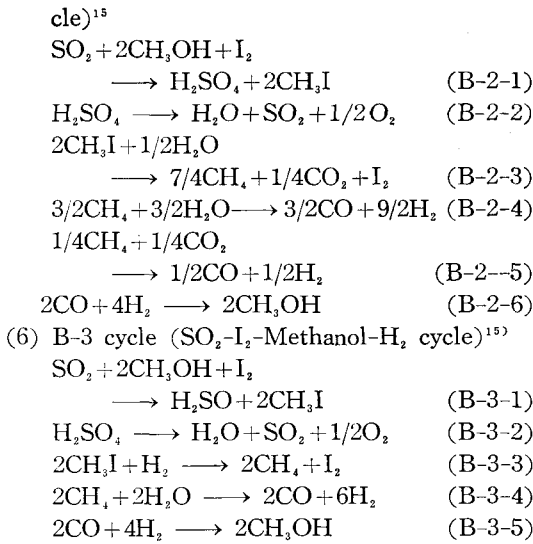 cle)¹⁵
SO₂+2CH₃OH+I₂
⟶ H₂SO₄+2CH₃I (B-2-1)
H₂SO₄ ⟶ H₂O+SO₂+1/2O₂ (B-2-2)
2CH₃I+1/2H₂O
⟶ 7/4CH₄+1/4CO₂+I₂ (B-2-3)
3/2CH₄+3/2H₂O⟶3/2CO+9/2H₂ (B-2-4)
1/4CH₄+1/4CO₂
⟶ 1/2CO+1/2H₂ (B-2--5)
2CO+4H₂ ⟶ 2CH₃OH (B-2-6)
(6) B-3 cycle (SO₂-I₂-Methanol-H₂ cycle)¹⁵⁾
SO₂+2CH₃OH+I₂
⟶ H₂SO+2CH₃I (B-3-1)
H₂SO₄ ⟶ H₂O+SO₂+1/2O₂ (B-3-2)
2CH₃I+H₂ ⟶ 2CH₄+I₂ (B-3-3)
2CH₄+2H₂O ⟶ 2CO+6H₂ (B-3-4)
2CO+4H₂ ⟶ 2CH₃OH (B-3-5)